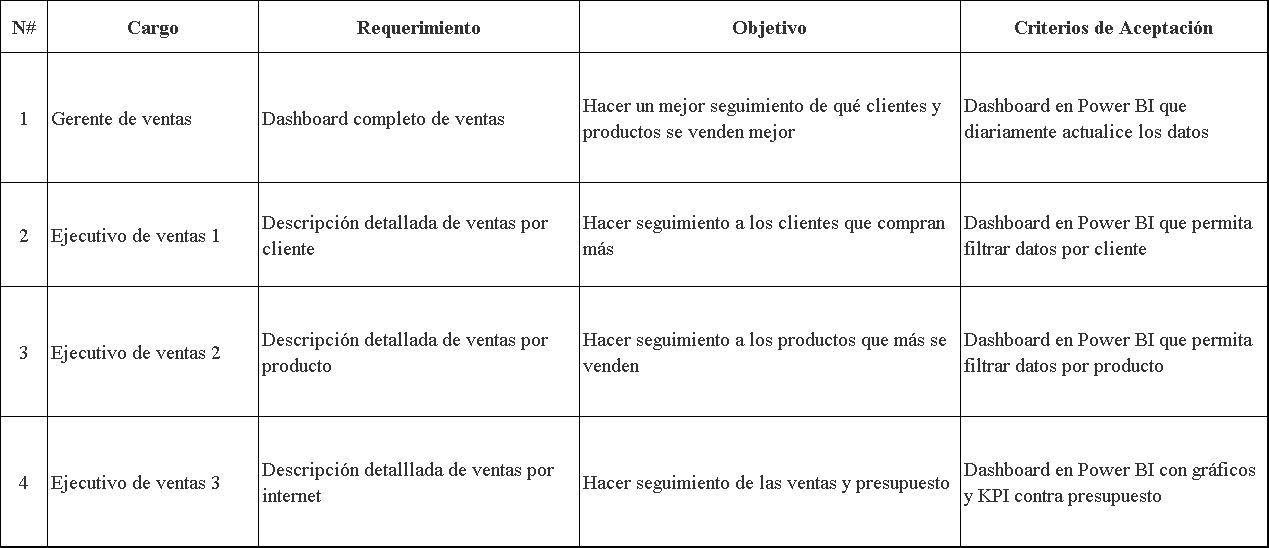 N# Cargo Requerimiento Objetivo Criterios de Aceptación
1 Gerente de ventas Dashboard completo de ventas Hacer un mejor seguimiento de qué clientes y productos se venden mejor Dashboard en Power BI que diariamente actualice los datos
2 Ejecutivo de ventas 1 Descripción detallada de ventas por cliente Hacer seguimiento a los clientes que compran más Dashboard en Power BI que permita filtrar datos por cliente
3 Ejecutivo de ventas 2 Descripción detallada de ventas por producto Hacer seguimiento a los productos que más se venden Dashboard en Power BI que permita filtrar datos por producto
4 Ejecutivo de ventas 3 Descripción detalllada de ventas por internet Hacer seguimiento de las ventas y presupuesto Dashboard en Power BI con gráficos y KPI contra presupuesto